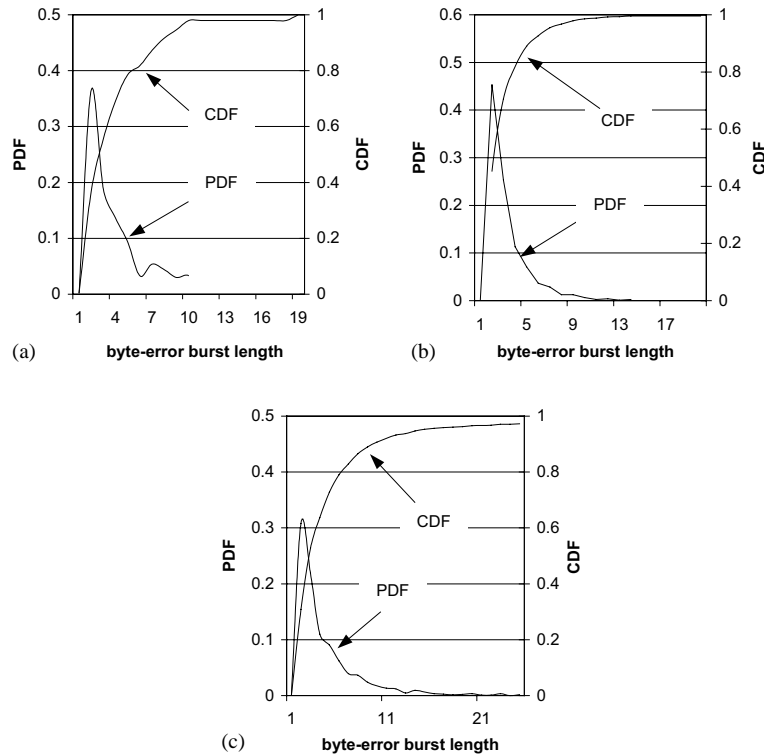 0.5 1
0.4 0.8
0.3 0.6
0.2 0.4
0.1 0.2
0 0
PDF
CDF
CDF
PDF
1 4 7 10 13 16 19
(a) byte-error burst length
0.6 1
0.5 0.8
0.4 0.6
0.3
0.2 0.4
0.1 0.2
0 0
PDF
CDF
CDF
PDF
1 5 9 13 17
(b) byte-error burst length
0.5 1
0.4 0.8
0.3 0.6
0.2 0.4
0.1 0.2
0 0
PDF
CDF
CDF
PDF
1 11 21
(c) byte-error burst length